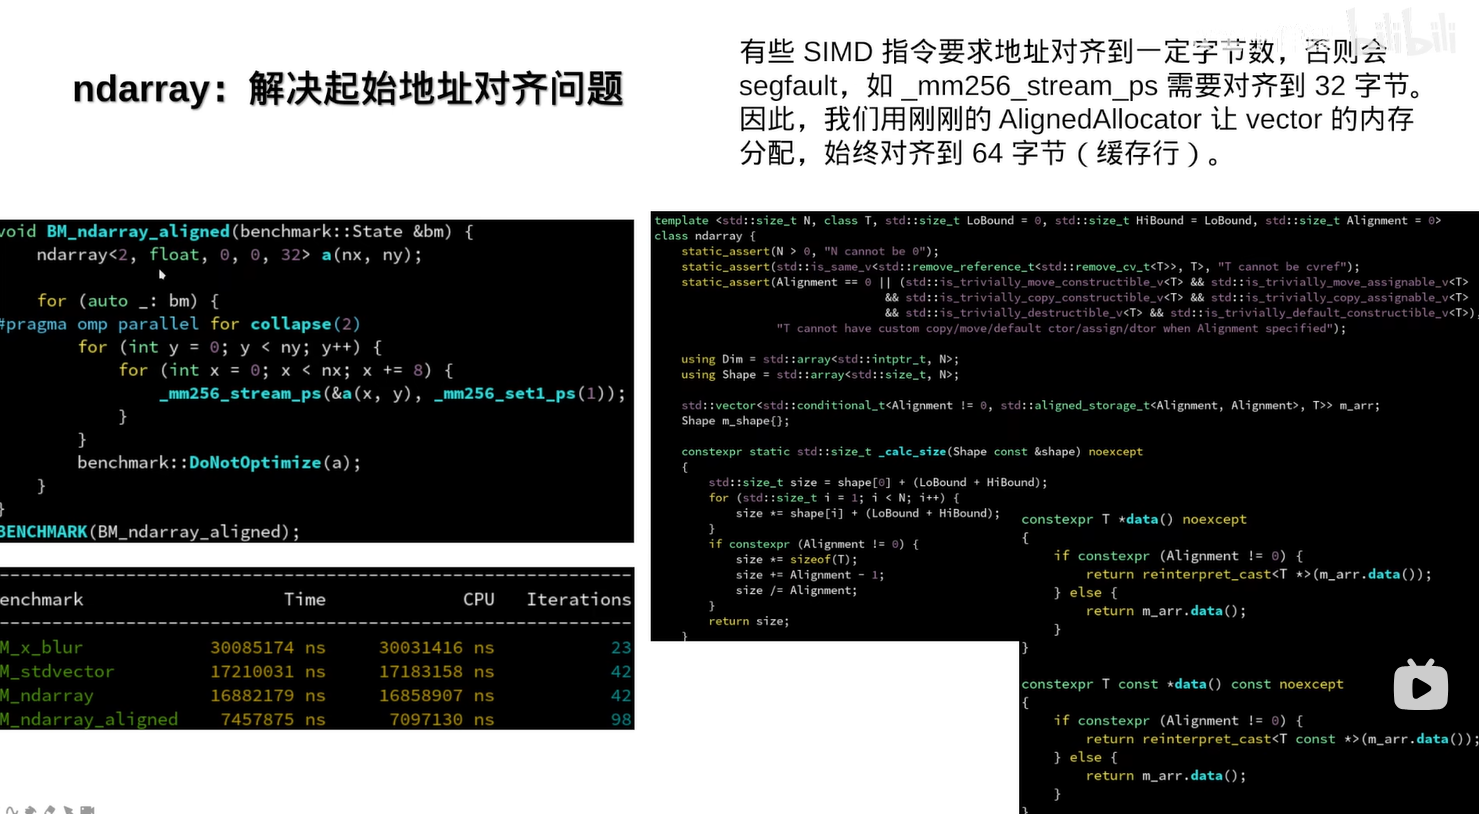 ndarray：解决起始地址对齐问题
有些 SIMD 指令要求地址对齐到一定字节数，否则会
segfault，如 _mm256_stream_ps 需要对齐到 32 字节。
因此，我们用刚刚的 AlignedAllocator 让 vector 的内存
分配，始终对齐到 64 字节（缓存行）。
bilibili
void BM_ndarray_aligned(benchmark::State &bm) {
ndarray<2, float, 0, 0, 32> a(nx, ny);
for (auto _: bm) {
#pragma omp parallel for collapse(2)
for (int y = 0; y < ny; y++) {
for (int x = 0; x < nx; x += 8) {
_mm256_stream_ps(&a(x, y), _mm256_set1_ps(1));
}
}
benchmark::DoNotOptimize(a);
}
}
BENCHMARK(BM_ndarray_aligned);
enchmark Time CPU Iterations
M_x_blur 30085174 ns 30031416 ns 23
M_stdvector 17210031 ns 17183158 ns 42
M_ndarray 16882179 ns 16858907 ns 42
M_ndarray_aligned 7457875 ns 7097130 ns 98
template <std::size_t N, class T, std::size_t LoBound = 0, std::size_t HiBound = LoBound, std::size_t Alignment = 0>
class ndarray {
static_assert(N > 0, "N cannot be 0");
static_assert(std::is_same_v<std::remove_reference_t<std::remove_cv_t<T>>, T>, "T cannot be cvref");
static_assert(Alignment == 0 || (std::is_trivially_move_constructible_v<T> && std::is_trivially_move_assignable_v<T>
&& std::is_trivially_copy_constructible_v<T> && std::is_trivially_copy_assignable_v<T>
&& std::is_trivially_destructible_v<T> && std::is_trivially_default_constructible_v<T>),
"T cannot have custom copy/move/default ctor/assign/dtor when Alignment specified");
using Dim = std::array<std::intptr_t, N>;
using Shape = std::array<std::size_t, N>;
std::vector<std::conditional_t<Alignment != 0, std::aligned_storage_t<Alignment, Alignment>, T>> m_arr;
Shape m_shape{};
constexpr static std::size_t _calc_size(Shape const &shape) noexcept
{
std::size_t size = shape[0] + (LoBound + HiBound);
for (std::size_t i = 1; i < N; i++) {
size *= shape[i] + (LoBound + HiBound);
}
if constexpr (Alignment != 0) {
size *= sizeof(T);
size += Alignment - 1;
size /= Alignment;
}
return size;
}
constexpr T *data() noexcept
{
if constexpr (Alignment != 0) {
return reinterpret_cast<T *>(m_arr.data());
} else {
return m_arr.data();
}
}
constexpr T const *data() const noexcept
{
if constexpr (Alignment != 0) {
return reinterpret_cast<T const *>(m_arr.data());
} else {
return m_arr.data();
}
}